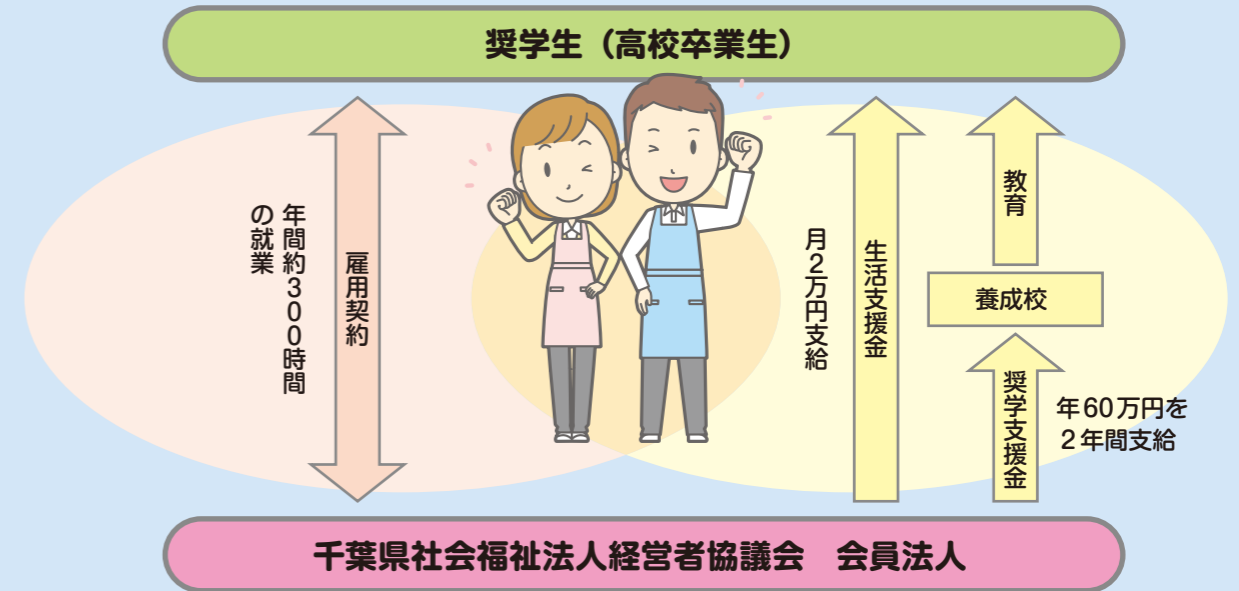 奨学生（高校卒業生）
年間約300時間
の就業
雇用契約
月2万円支給
生活支援金
教育
養成校
奨学支援金
年60万円を
2年間支給
千葉県社会福祉法人経営者協議会　会員法人